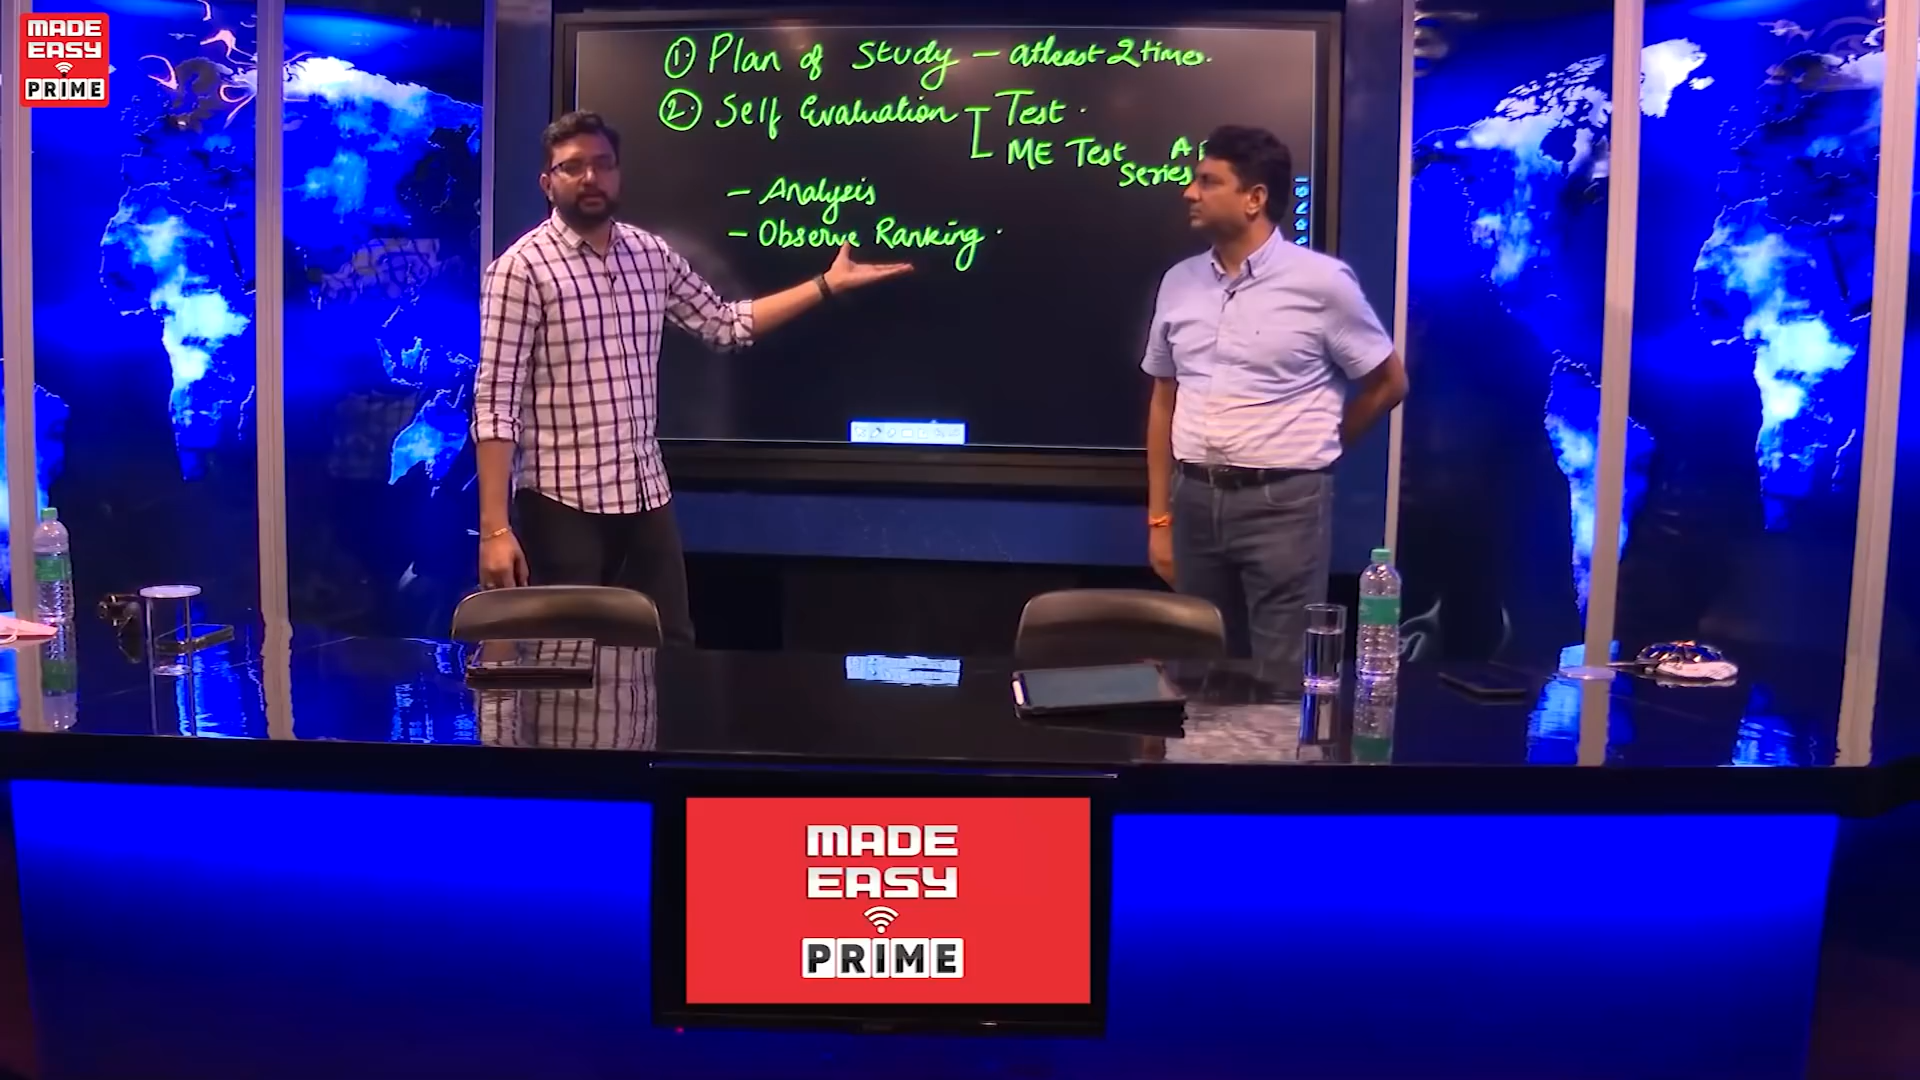 MADE
EASY
PRIME
1. Plan of Study - atleast 2 times.
2. Self Evaluation - Test.
ME Test Series
- Analysis
- Observe Ranking.
MADE
EASY
PRIME